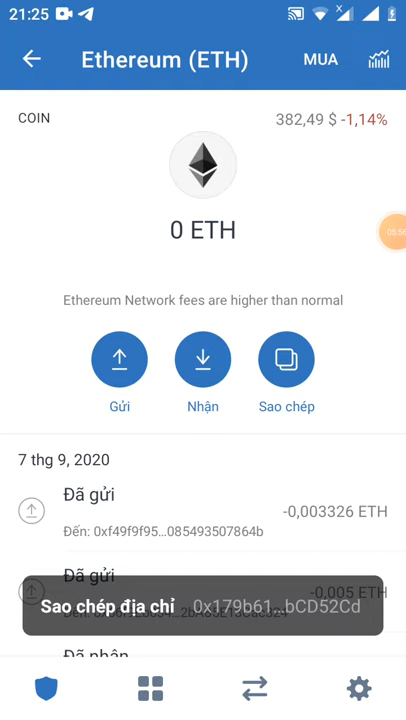 21:25
Ethereum (ETH)
MUA
COIN
382,49 $ -1,14%
0 ETH
05:56
Ethereum Network fees are higher than normal
Gửi
Nhận
Sao chép
7 thg 9, 2020
Đã gửi
-0,003326 ETH
Đến: 0xf49f9f95...085493507864b
Đã gửi
-0,005 ETH
Sao chép địa chỉ 0x179b61...bCD52Cd
Đã nhận